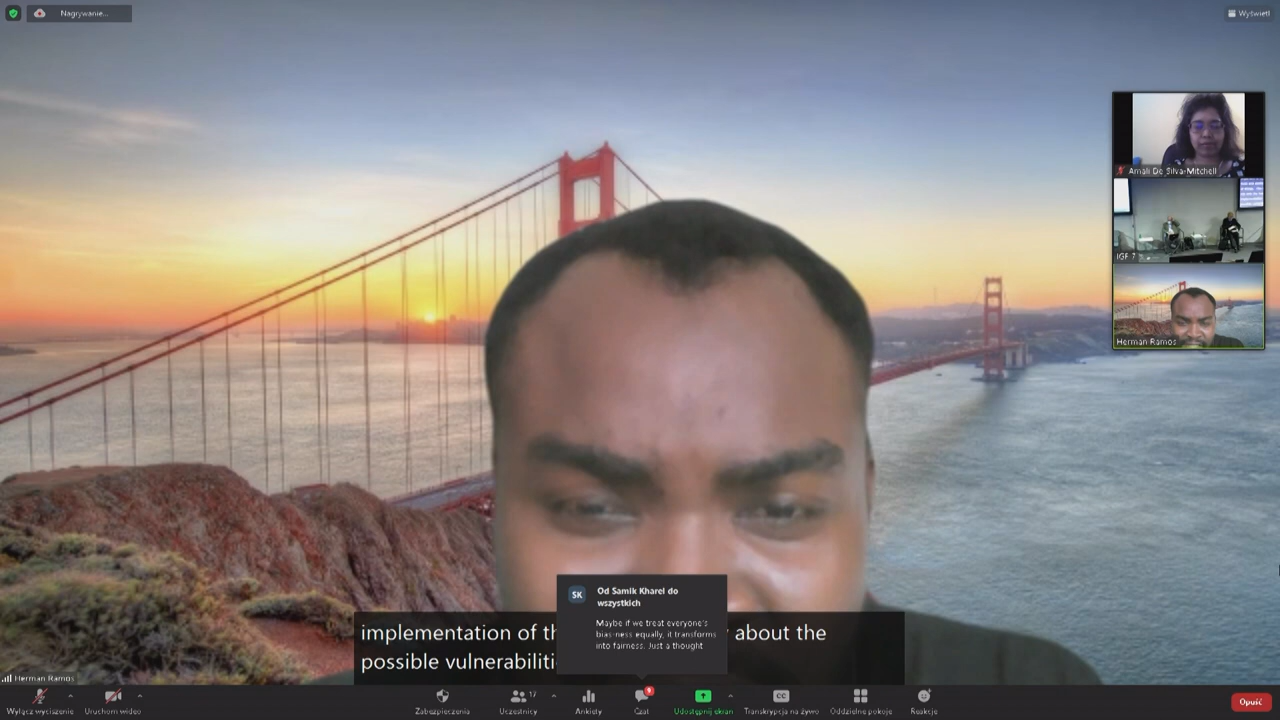 Nagrywanie...
Wyświetl
Amali De Silva-Mitchell
IGF 7
Herman Ramos
SK
Od Samik Kharel do
wszystkich
Maybe if we treat everyone's
bias-ness equally, it transforms
into fairness. Just a thought
implementation of th about the
possible vulnerabiliti
Herman Ramos
Wyłącz wyciszenie
Uruchom wideo
Zabezpieczenia
17
Uczestnicy
Ankiety
9
Czat
Udostępnij ekran
CC
Transkrypcja na żywo
Oddzielne pokoje
Reakcje
Opuść